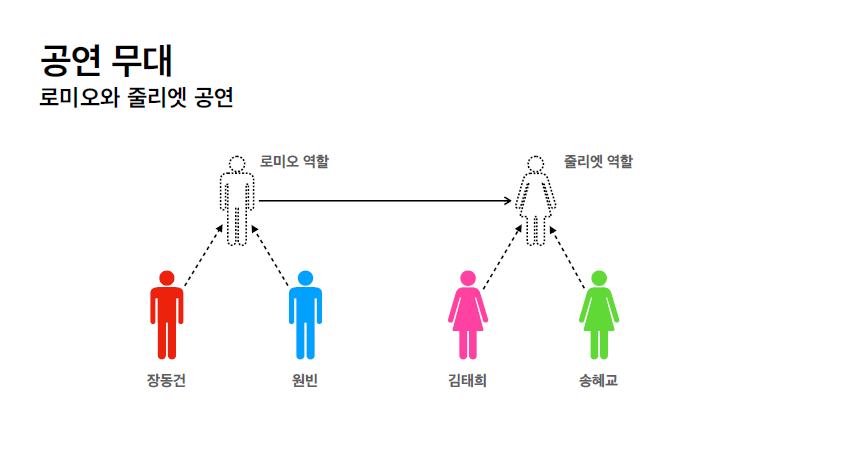 공연 무대
로미오와 줄리엣 공연
로미오 역할
줄리엣 역할
장동건
원빈
김태희
송혜교